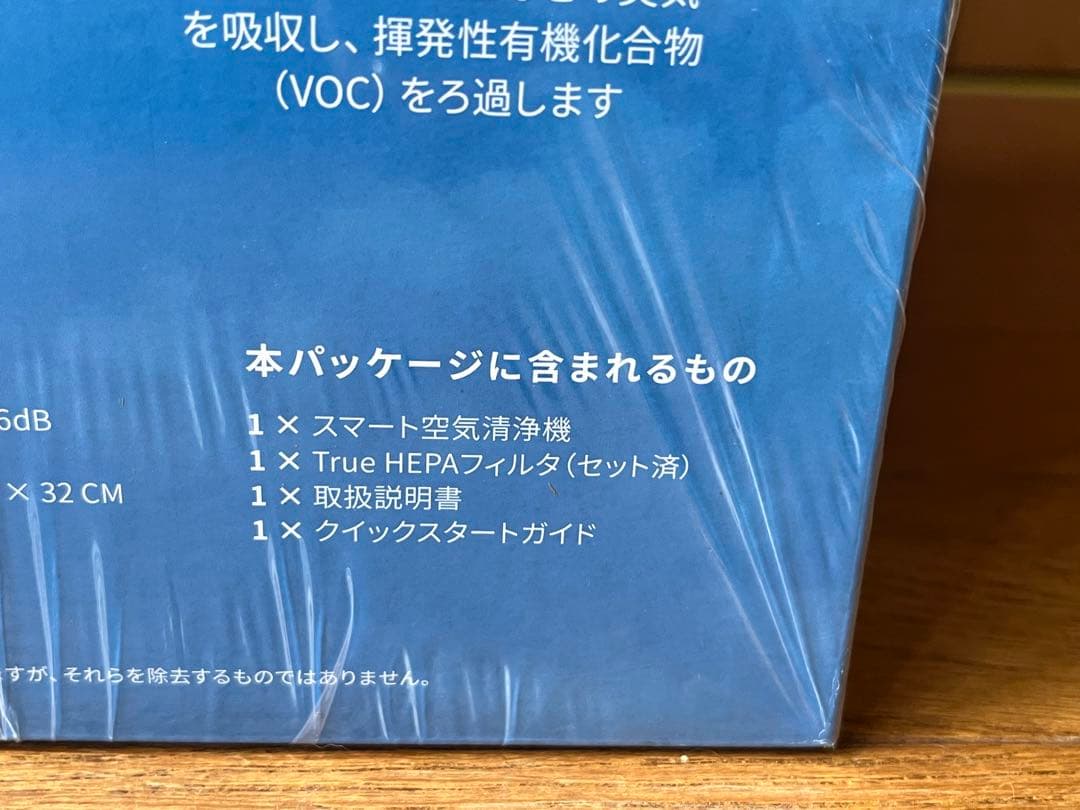 を吸収し、揮発性有機化合物
（VOC）をろ過します
本パッケージに含まれるもの
6dB
1 × スマート空気清浄機
1 × True HEPAフィルタ（セット済）
× 32 CM
1 × 取扱説明書
1 × クイックスタートガイド
すが、それらを除去するものではありません。